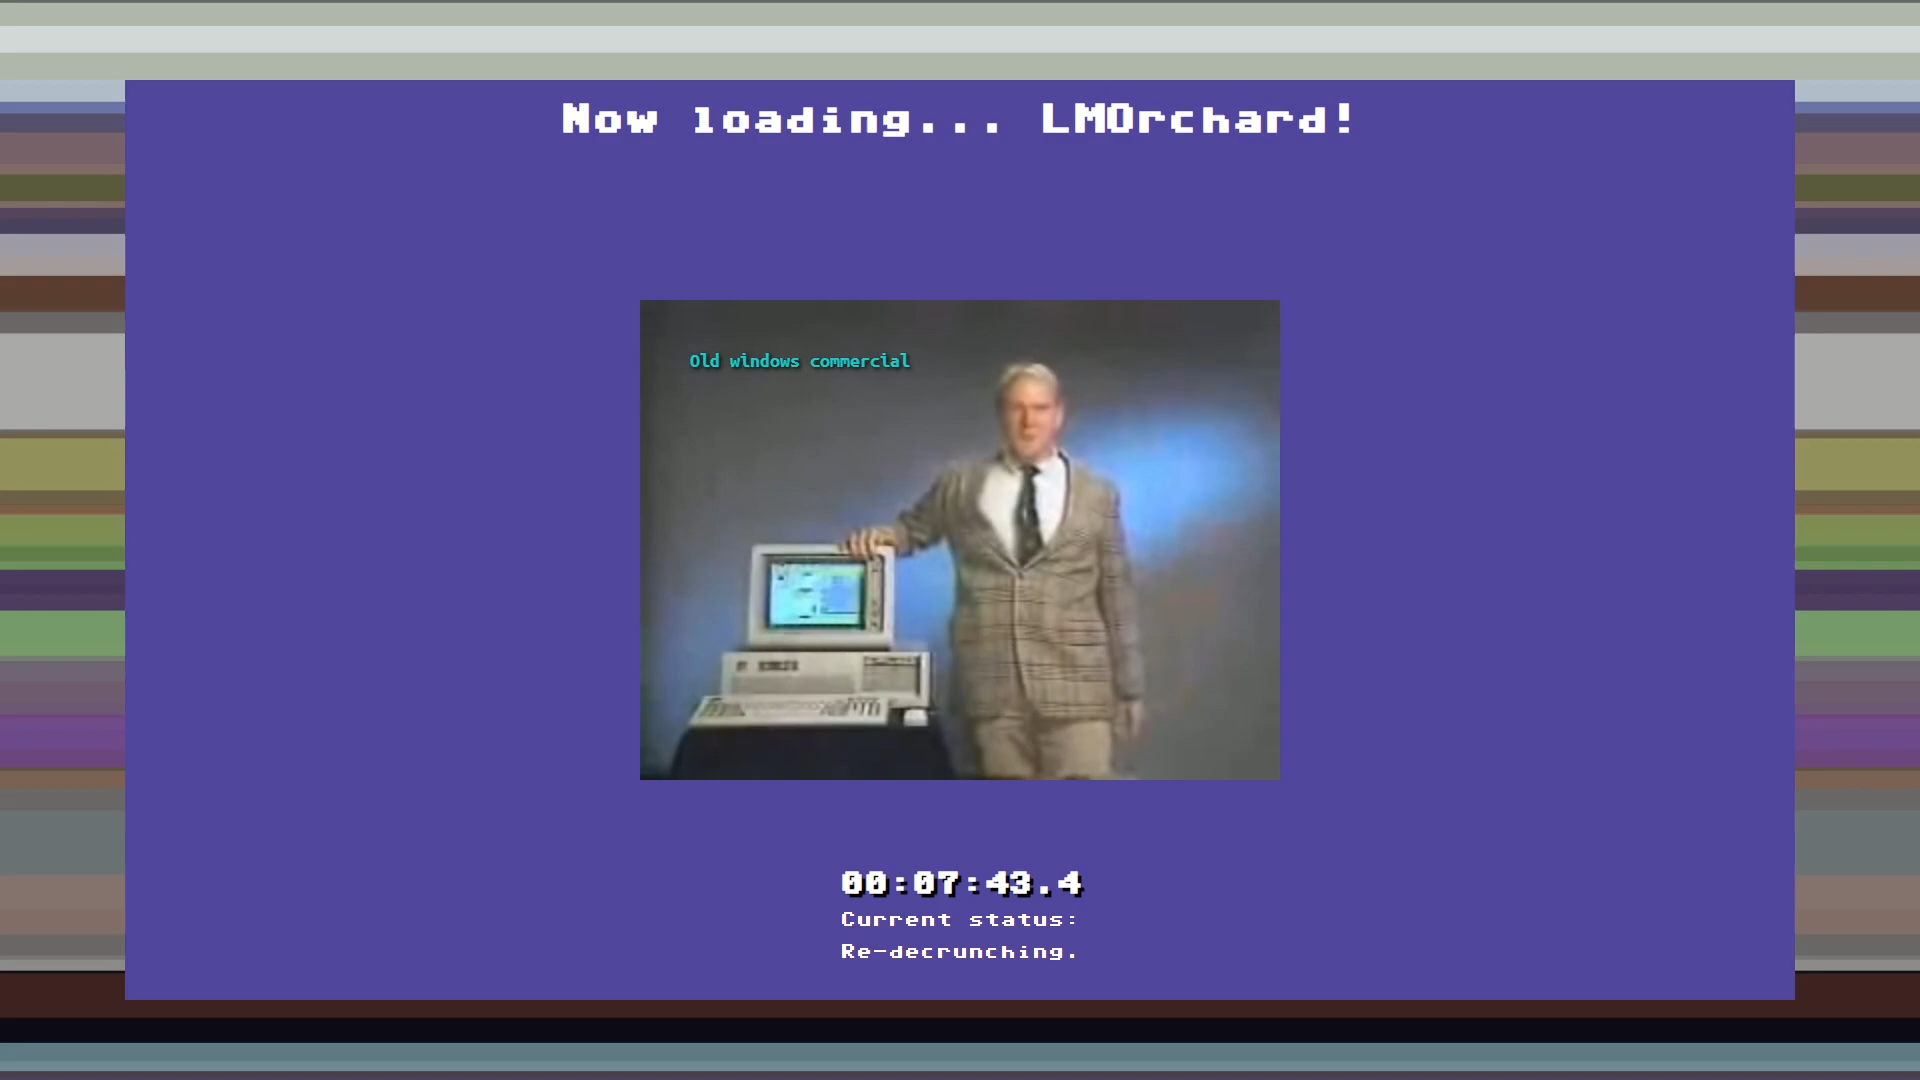 Now loading... LMOrchard!
Old windows commercial
00:07:43.4
Current status:
Re-decrunching.